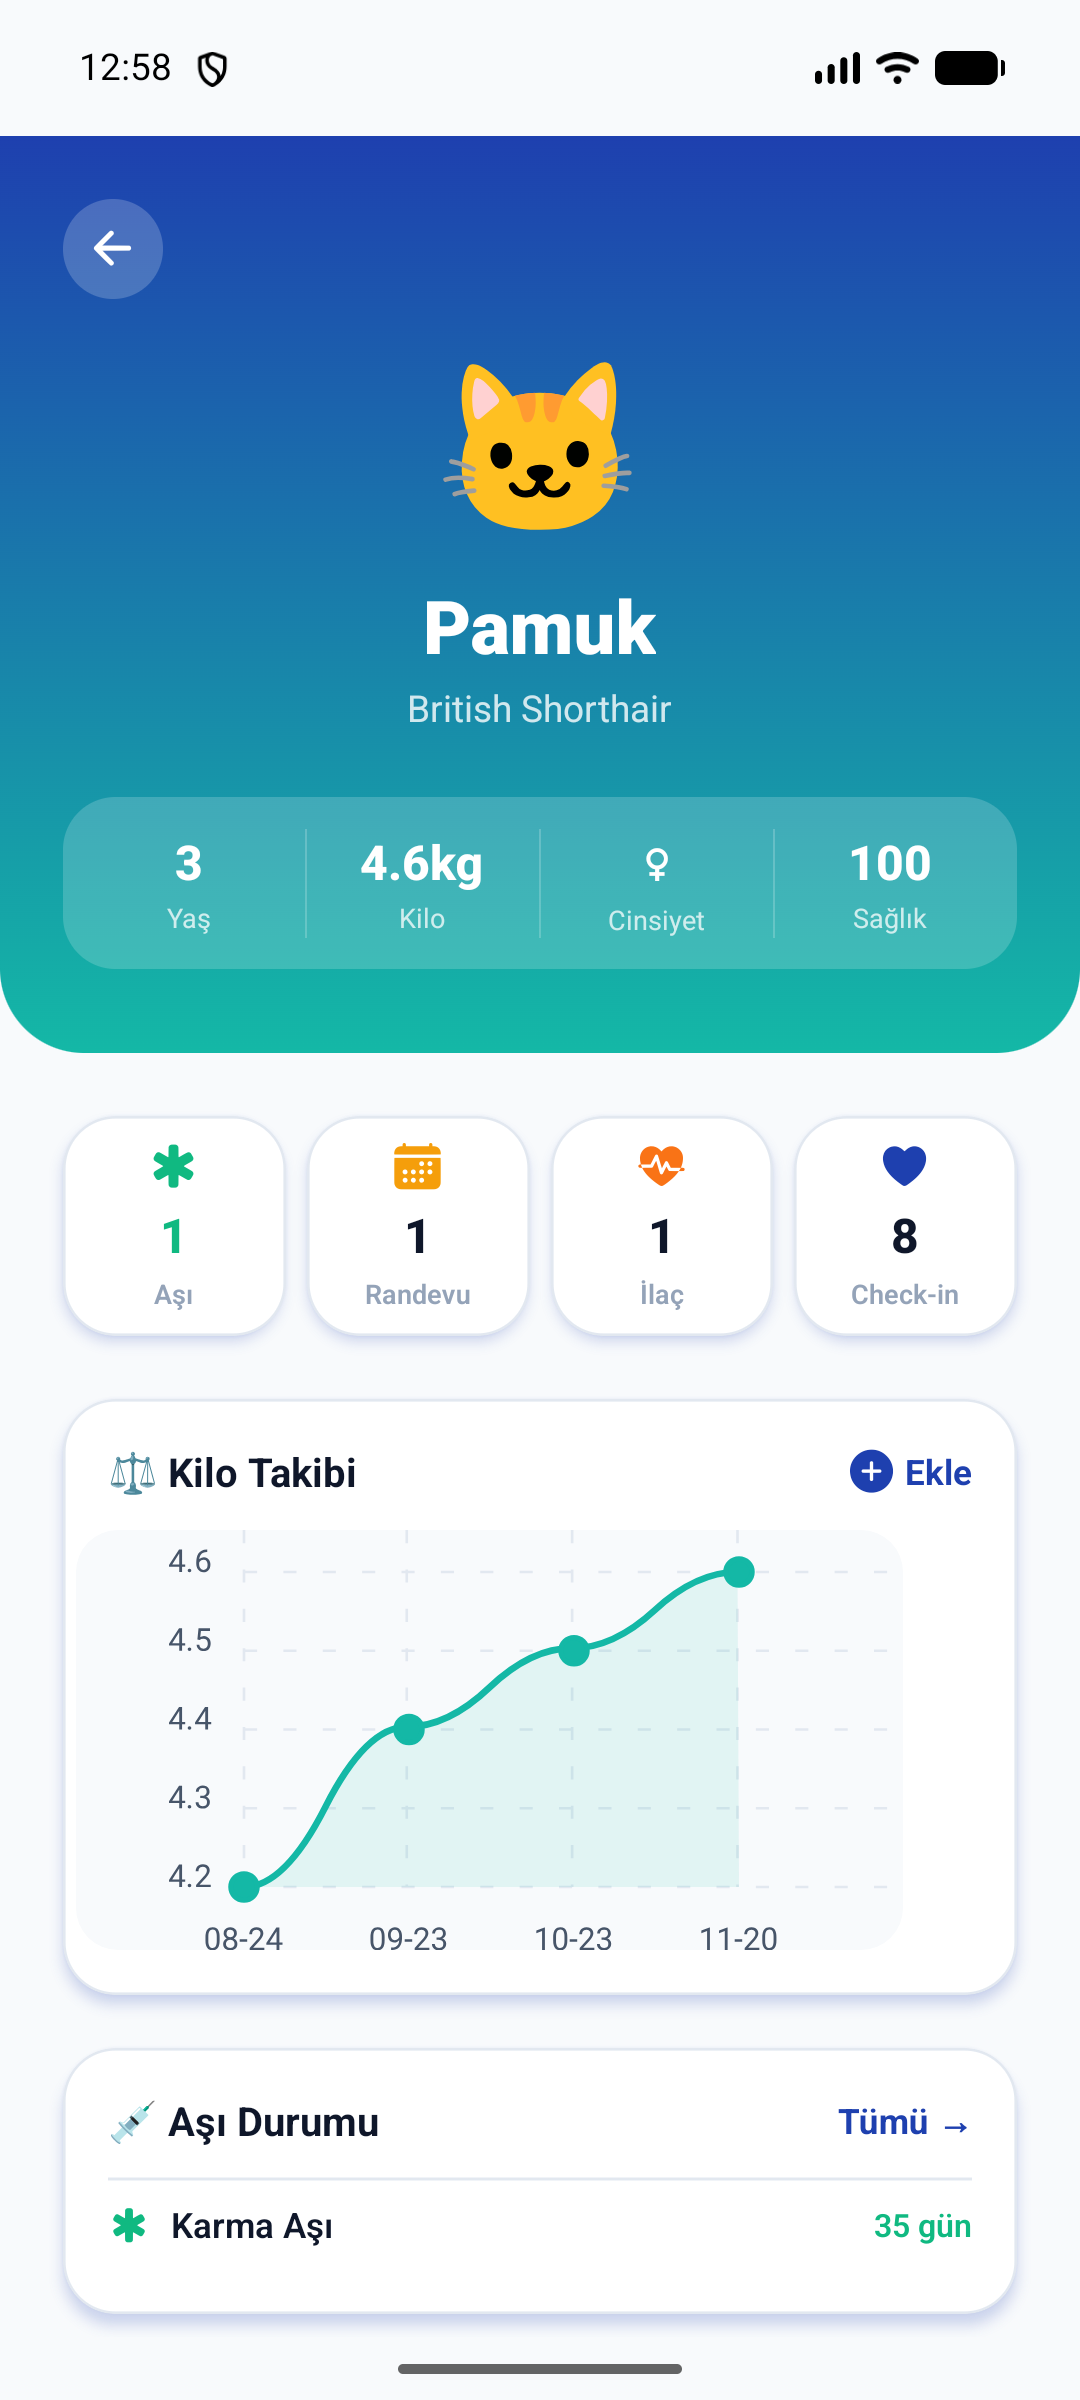 12:58
Pamuk
British Shorthair
3
Yaş
4.6kg
Kilo
♀
Cinsiyet
100
Sağlık
1
Aşı
1
Randevu
1
İlaç
8
Check-in
⚖️ Kilo Takibi
Ekle
4.6
4.5
4.4
4.3
4.2
08-24 09-23 10-23 11-20
💉 Aşı Durumu
Tümü →
Karma Aşı
35 gün